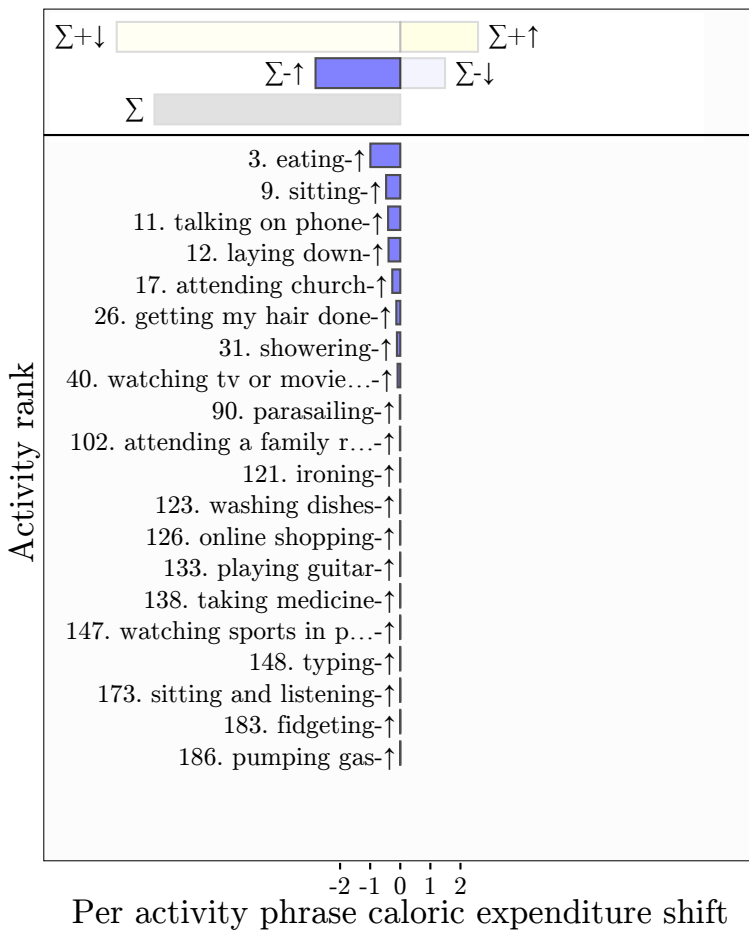 ∑+↓ ∑+↑
∑-↑ ∑-↓
∑
3. eating-↑
9. sitting-↑
11. talking on phone-↑
12. laying down-↑
17. attending church-↑
26. getting my hair done-↑
31. showering-↑
40. watching tv or movie...-↑
90. parasailing-↑
102. attending a family r...-↑
121. ironing-↑
123. washing dishes-↑
126. online shopping-↑
133. playing guitar-↑
138. taking medicine-↑
147. watching sports in p...-↑
148. typing-↑
173. sitting and listening-↑
183. fidgeting-↑
186. pumping gas-↑
Activity rank
-2 -1 0 1 2
Per activity phrase caloric expenditure shift